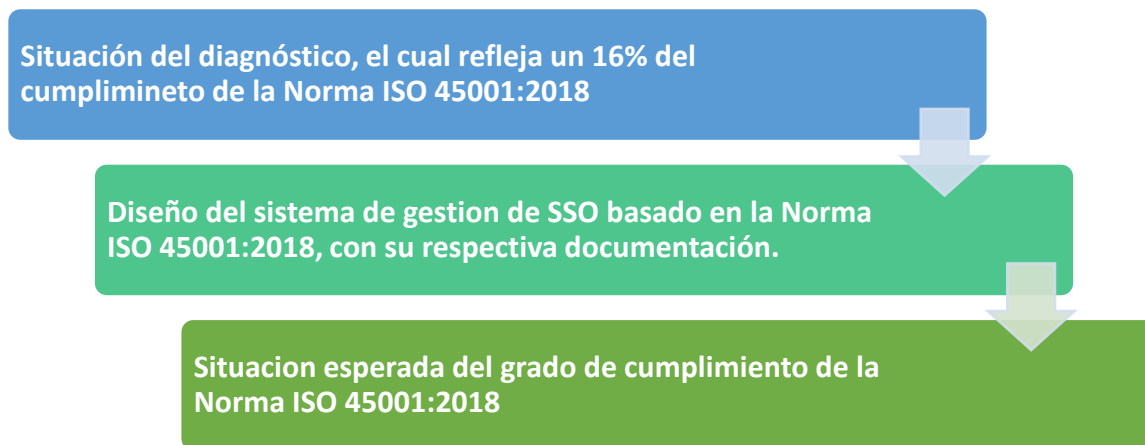 Situación del diagnóstico, el cual refleja un 16% del
cumplimineto de la Norma ISO 45001:2018
Diseño del sistema de gestion de SSO basado en la Norma
ISO 45001:2018, con su respectiva documentación.
Situacion esperada del grado de cumplimiento de la
Norma ISO 45001:2018